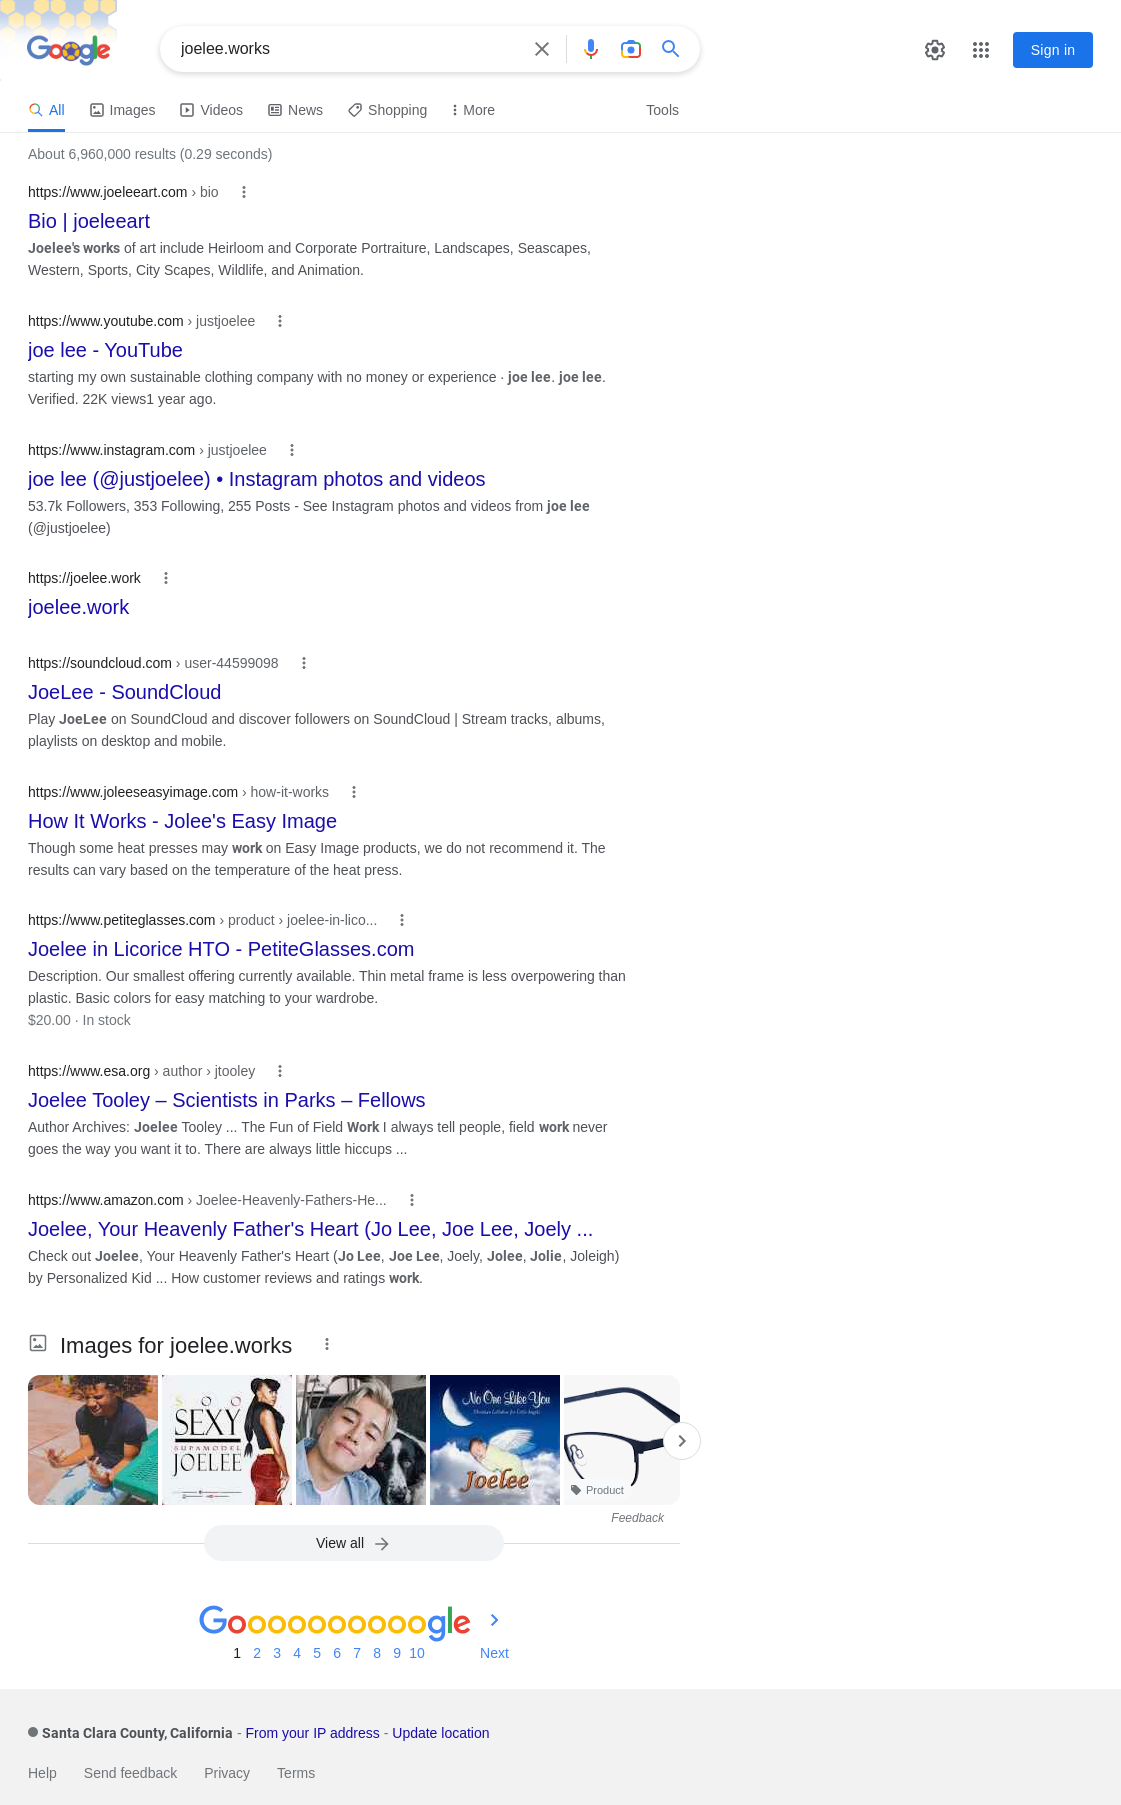 Google
joelee.works
Sign in
All
Images
Videos
News
Shopping
More
Tools
About 6,960,000 results (0.29 seconds)
https://www.joeleeart.com › bio
Bio | joeleeart
Joelee's works of art include Heirloom and Corporate Portraiture, Landscapes, Seascapes,
Western, Sports, City Scapes, Wildlife, and Animation.
https://www.youtube.com › justjoelee
joe lee - YouTube
starting my own sustainable clothing company with no money or experience · joe lee. joe lee.
Verified. 22K views1 year ago.
https://www.instagram.com › justjoelee
joe lee (@justjoelee) • Instagram photos and videos
53.7k Followers, 353 Following, 255 Posts - See Instagram photos and videos from joe lee
(@justjoelee)
https://joelee.work
joelee.work
https://soundcloud.com › user-44599098
JoeLee - SoundCloud
Play JoeLee on SoundCloud and discover followers on SoundCloud | Stream tracks, albums,
playlists on desktop and mobile.
https://www.joleeseasyimage.com › how-it-works
How It Works - Jolee's Easy Image
Though some heat presses may work on Easy Image products, we do not recommend it. The
results can vary based on the temperature of the heat press.
https://www.petiteglasses.com › product › joelee-in-lico...
Joelee in Licorice HTO - PetiteGlasses.com
Description. Our smallest offering currently available. Thin metal frame is less overpowering than
plastic. Basic colors for easy matching to your wardrobe.
$20.00 · In stock
https://www.esa.org › author › jtooley
Joelee Tooley – Scientists in Parks – Fellows
Author Archives: Joelee Tooley ... The Fun of Field Work I always tell people, field work never
goes the way you want it to. There are always little hiccups ...
https://www.amazon.com › Joelee-Heavenly-Fathers-He...
Joelee, Your Heavenly Father's Heart (Jo Lee, Joe Lee, Joely ...
Check out Joelee, Your Heavenly Father's Heart (Jo Lee, Joe Lee, Joely, Jolee, Jolie, Joleigh)
by Personalized Kid ... How customer reviews and ratings work.
Images for joelee.works
S O O
SEXY
SUPAMODEL
JOELEE
No One Like You
Christian Lullabies for Little Angels
Joelee
Product
Feedback
View all
Goooooooooogle
1 2 3 4 5 6 7 8 9 10 Next
Santa Clara County, California - From your IP address - Update location
Help Send feedback Privacy Terms